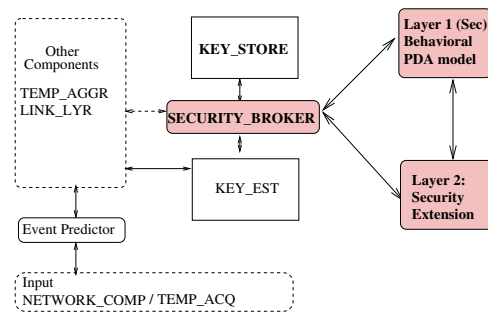 Other
Components
TEMP_AGGR
LINK_LYR
KEY_STORE
SECURITY_BROKER
KEY_EST
Layer 1 (Sec)
Behavioral
PDA model
Layer 2:
Security
Extension
Event Predictor
Input
NETWORK_COMP / TEMP_ACQ